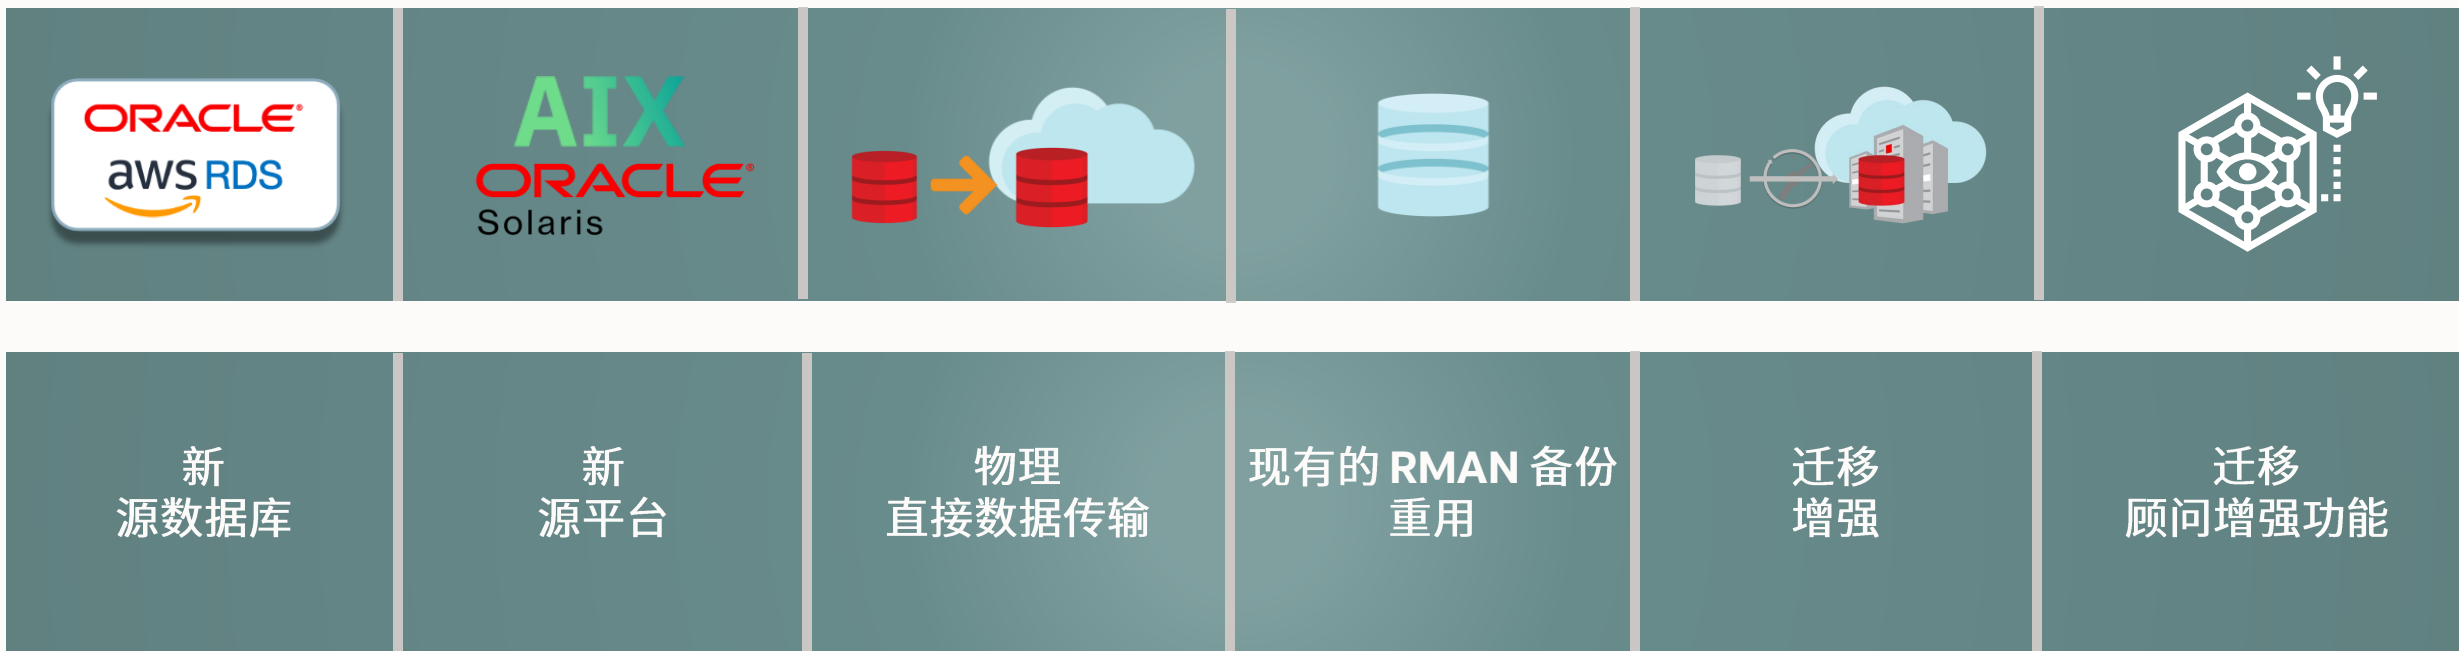 ORACLE®
aws RDS
AIX
ORACLE®
Solaris
新
源数据库
新
源平台
物理
直接数据传输
现有的 RMAN 备份
重用
迁移
增强
迁移
顾问增强功能